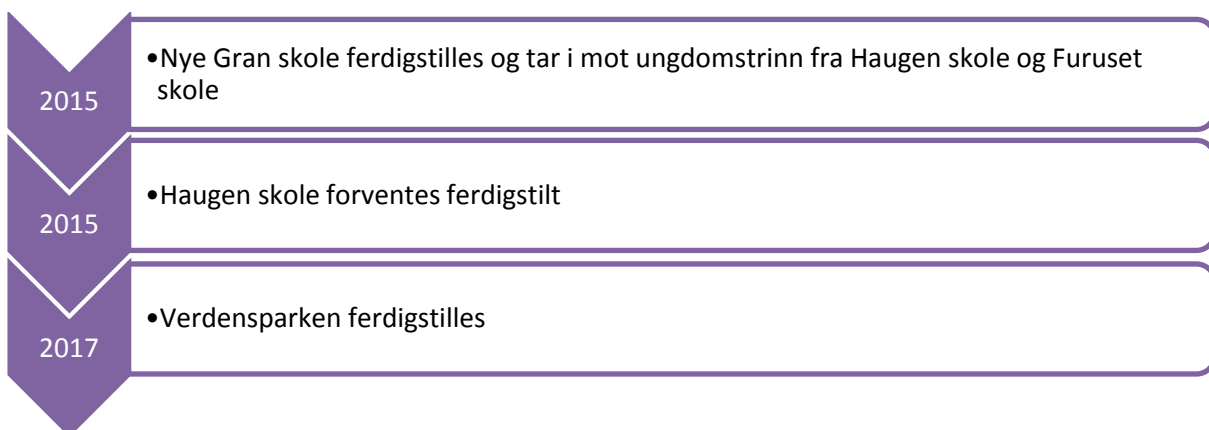 2015
•Nye Gran skole ferdigstilles og tar i mot ungdomstrinn fra Haugen skole og Furuset
skole
2015
•Haugen skole forventes ferdigstilt
2017
•Verdensparken ferdigstilles